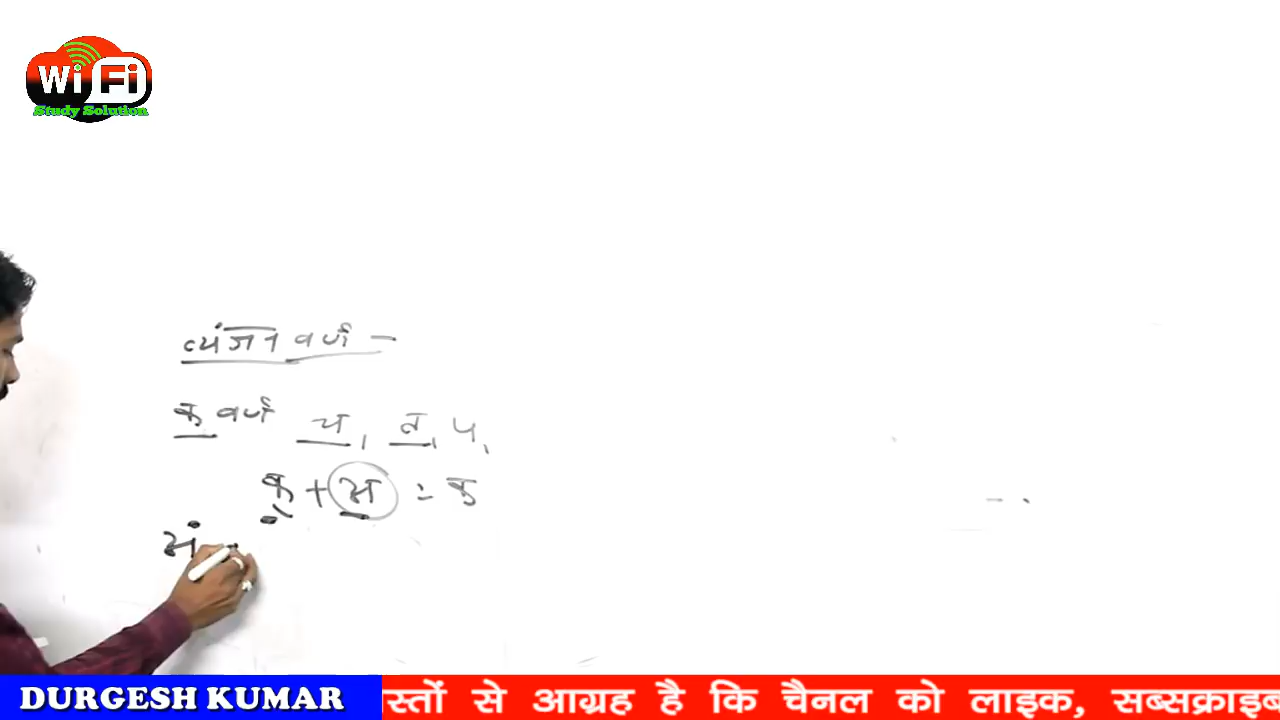 WiFi
Study Solution
व्यंजन वर्ण –
क वर्ण च, त, प,
क् + अ = क
अं
DURGESH KUMAR
स्तों से आग्रह है कि चैनल को लाइक, सब्सक्राइब